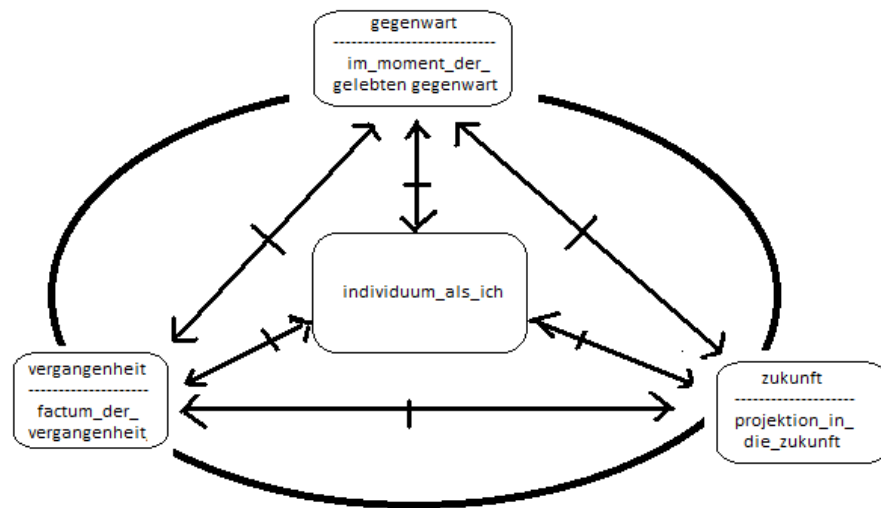 gegenwart
----------------------------
im_moment_der_
gelebten gegenwart
individuum_als_ich
vergangenheit
--------------------
factum_der_
vergangenheit
zukunft
--------------------
projektion_in_
die_zukunft